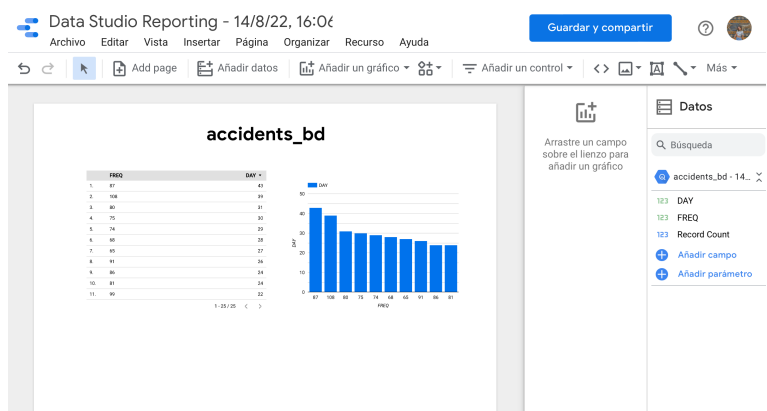 Data Studio Reporting - 14/8/22, 16:06
Guardar y compartir
Archivo Editar Vista Insertar Página Organizar Recurso Ayuda
Add page Añadir datos Añadir un gráfico Añadir un control Más
accidents_bd
FREQ DAY
1. 87 43
2. 108 39
3. 80 31
4. 75 30
5. 74 29
6. 68 28
7. 65 27
8. 91 26
9. 86 24
10. 81 24
11. 99 22
1 - 25 / 25 < >
DAY
50
40
30
20
10
0
DAY
87 108 80 75 74 68 65 91 86 81
FREQ
Arrastre un campo
sobre el lienzo para
añadir un gráfico
Datos
Búsqueda
accidents_bd - 14...
123 DAY
123 FREQ
123 Record Count
Añadir campo
Añadir parámetro